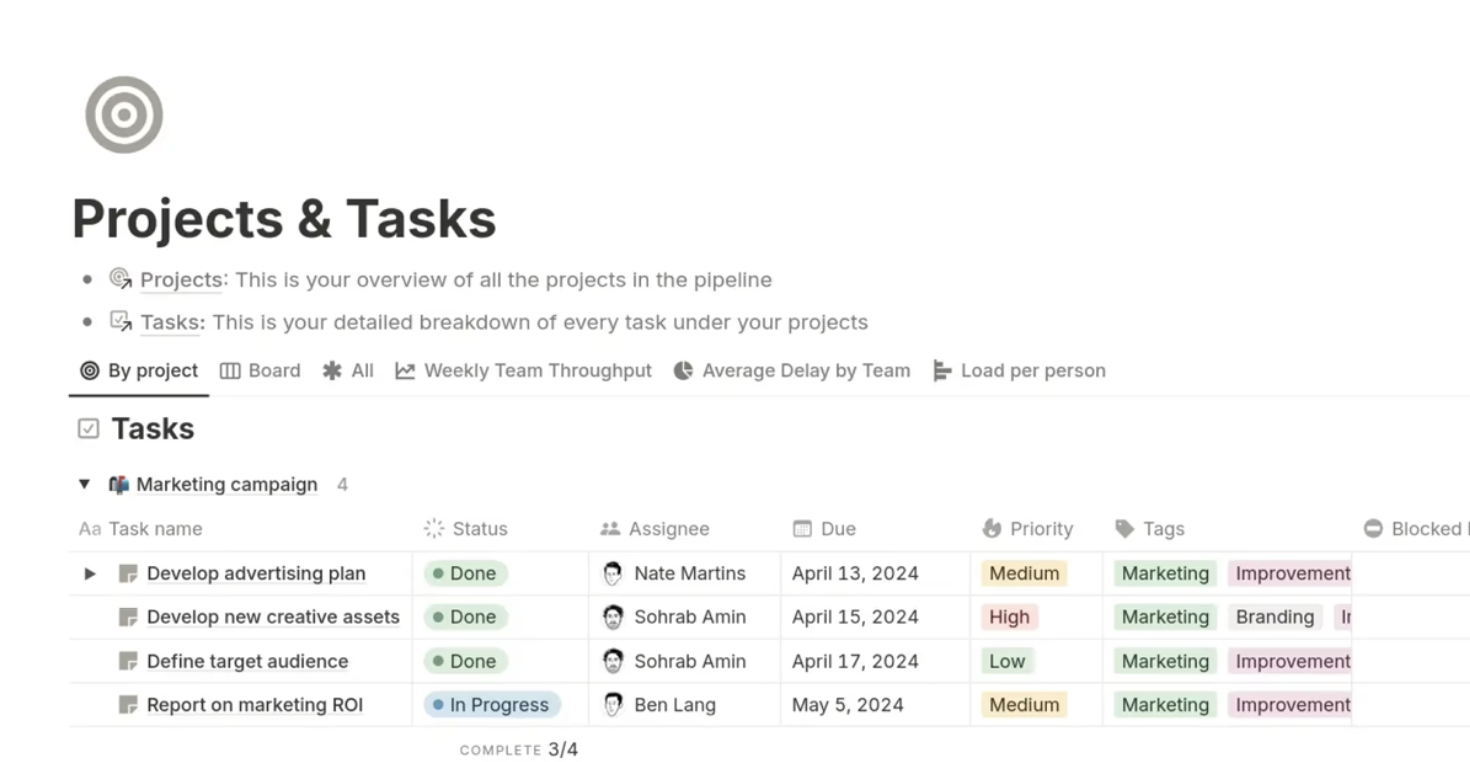 Projects & Tasks
Projects: This is your overview of all the projects in the pipeline
Tasks: This is your detailed breakdown of every task under your projects
By project Board All Weekly Team Throughput Average Delay by Team Load per person
Tasks
Marketing campaign 4
Aa Task name Status Assignee Due Priority Tags Blocked
Develop advertising plan Done Nate Martins April 13, 2024 Medium Marketing Improvement
Develop new creative assets Done Sohrab Amin April 15, 2024 High Marketing Branding
Define target audience Done Sohrab Amin April 17, 2024 Low Marketing Improvement
Report on marketing ROI In Progress Ben Lang May 5, 2024 Medium Marketing Improvement
COMPLETE 3/4